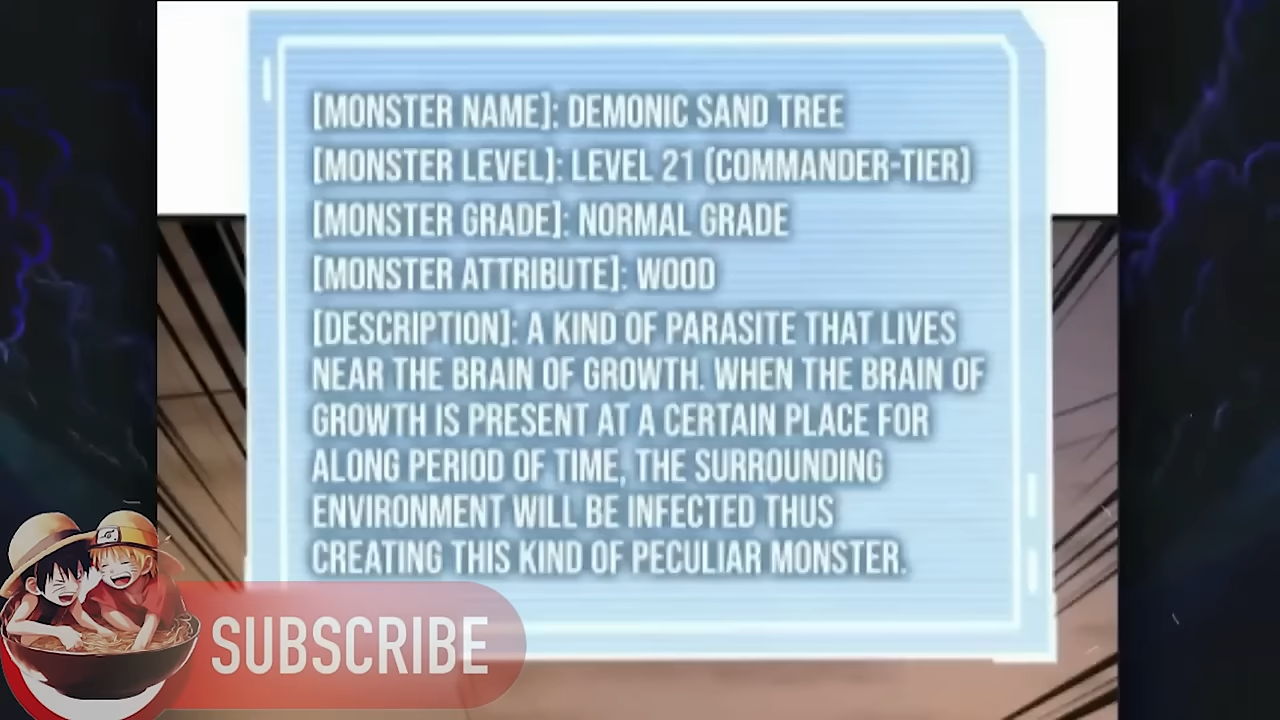 [MONSTER NAME]: DEMONIC SAND TREE
[MONSTER LEVEL]: LEVEL 21 (COMMANDER-TIER)
[MONSTER GRADE]: NORMAL GRADE
[MONSTER ATTRIBUTE]: WOOD
[DESCRIPTION]: A KIND OF PARASITE THAT LIVES
NEAR THE BRAIN OF GROWTH. WHEN THE BRAIN OF
GROWTH IS PRESENT AT A CERTAIN PLACE FOR
ALONG PERIOD OF TIME, THE SURROUNDING
ENVIRONMENT WILL BE INFECTED THUS
CREATING THIS KIND OF PECULIAR MONSTER.
SUBSCRIBE